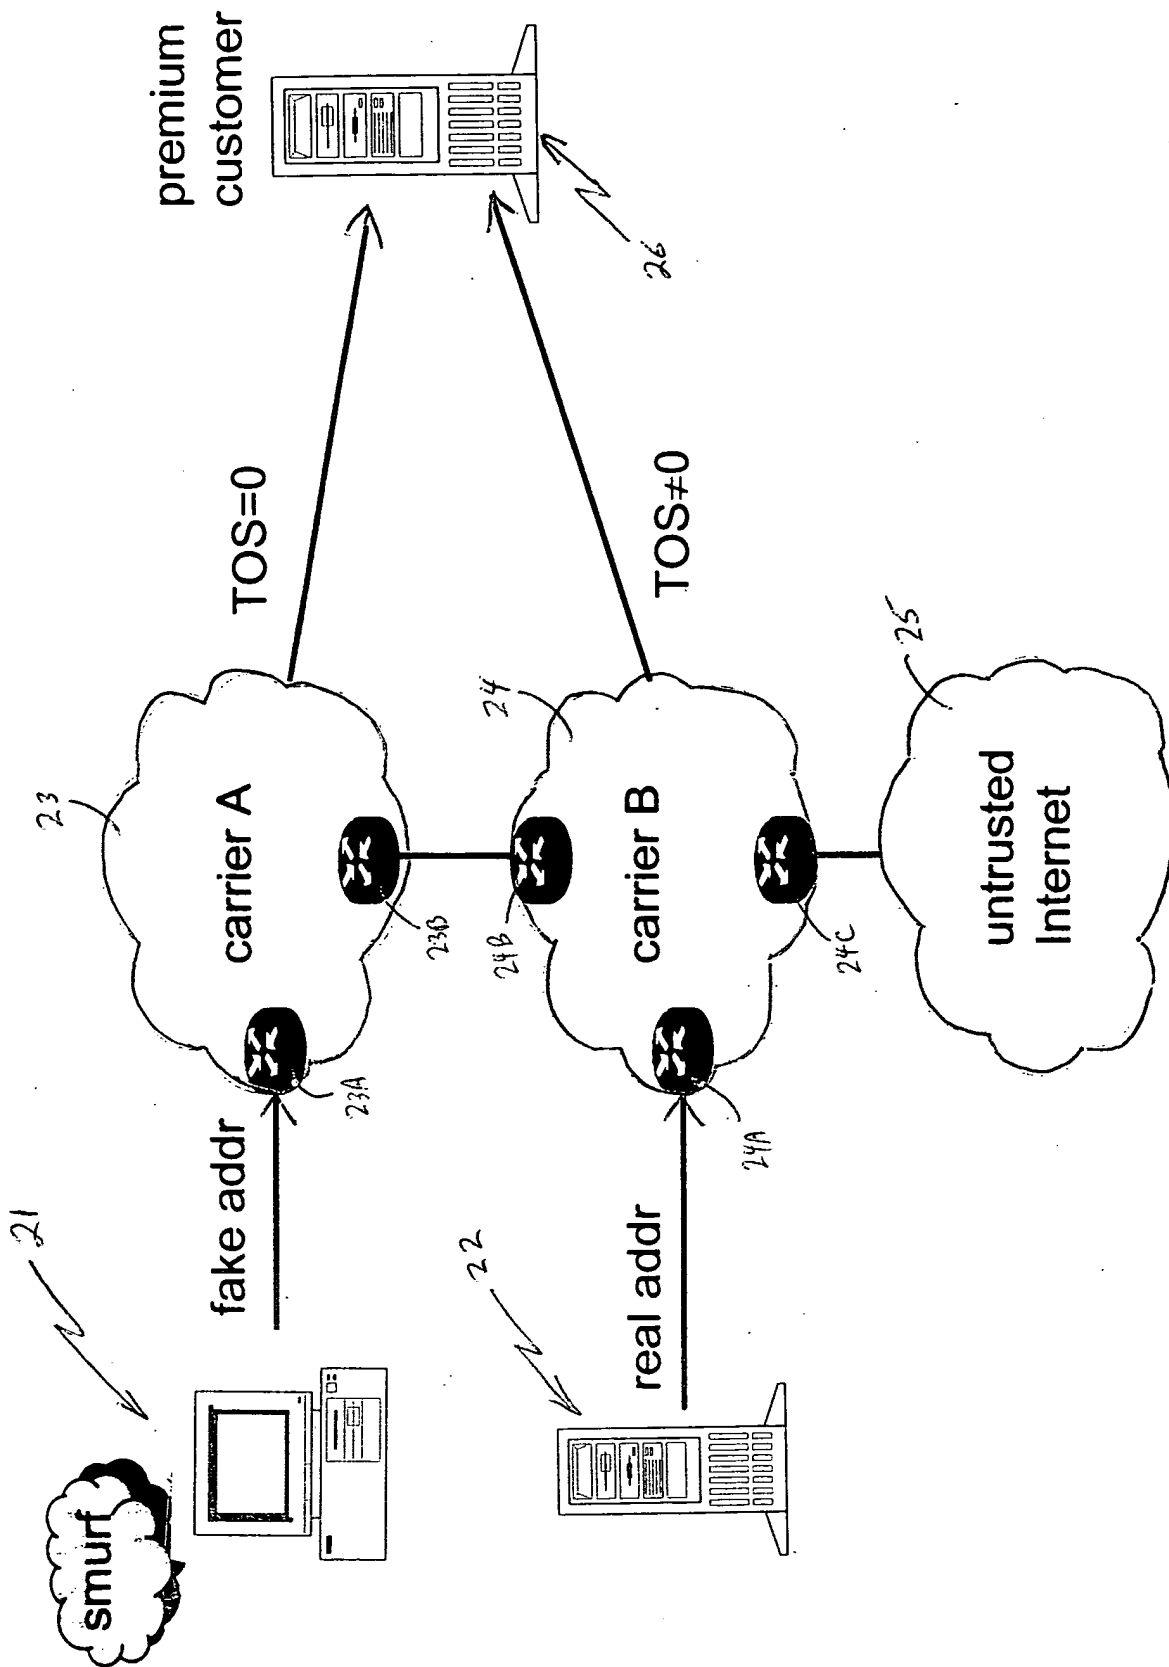 smurf
21
fake addr
23A
23
carrier A
23B
TOS=0
premium
customer
26
22
real addr
24A
24B
24
carrier B
24C
TOS≠0
25
untrusted
Internet